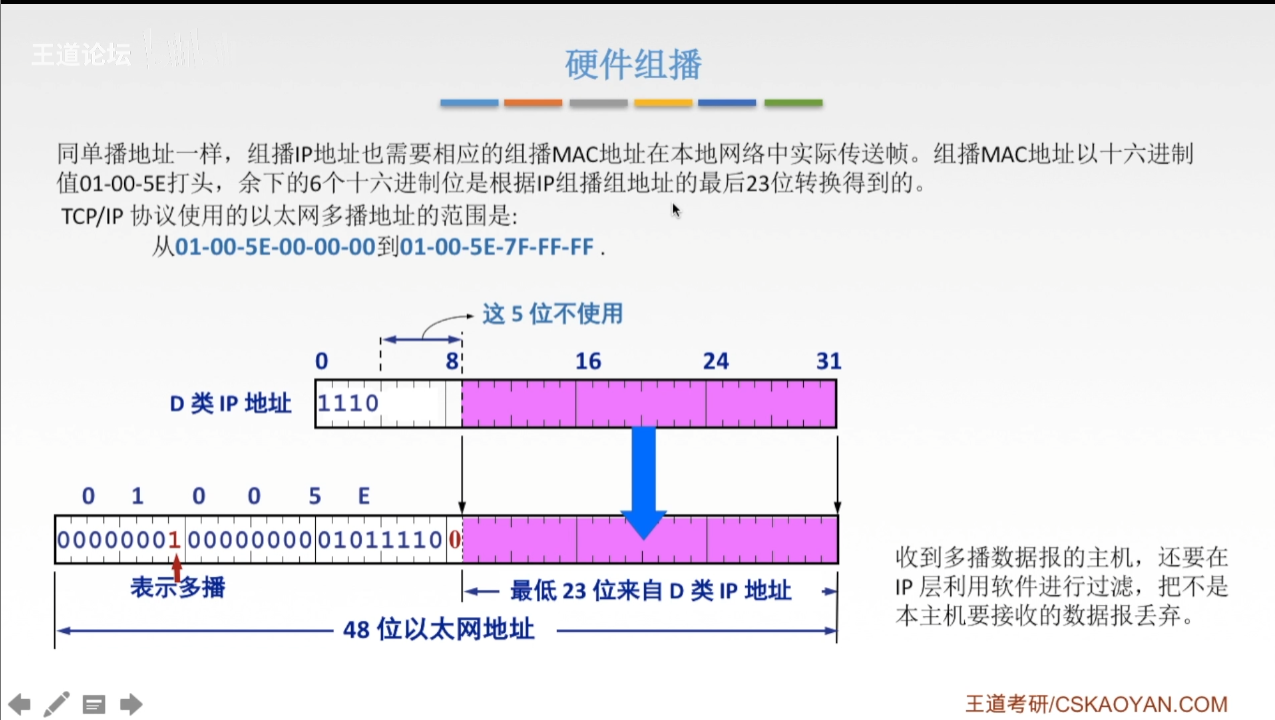 王道论坛
硬件组播
同单播地址一样，组播IP地址也需要相应的组播MAC地址在本地网络中实际传送帧。组播MAC地址以十六进制
值01-00-5E打头，余下的6个十六进制位是根据IP组播组地址的最后23位转换得到的。
TCP/IP 协议使用的以太网多播地址的范围是:
从01-00-5E-00-00-00到01-00-5E-7F-FF-FF .
这 5 位不使用
0 8 16 24 31
D 类 IP 地址 1110
0 1 0 0 5 E
00000001 00000000 01011110 0
表示多播
最低 23 位来自 D 类 IP 地址
48 位以太网地址
收到多播数据报的主机，还要在
IP 层利用软件进行过滤，把不是
本主机要接收的数据报丢弃。
王道考研/CSKAOYAN.COM